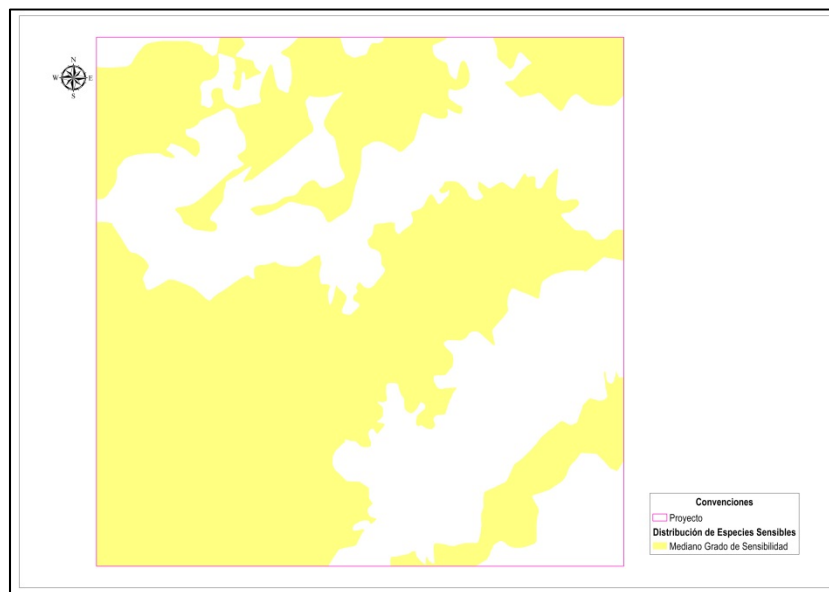 N
W E
S
Convenciones
Proyecto
Distribución de Especies Sensibles
Mediano Grado de Sensibilidad